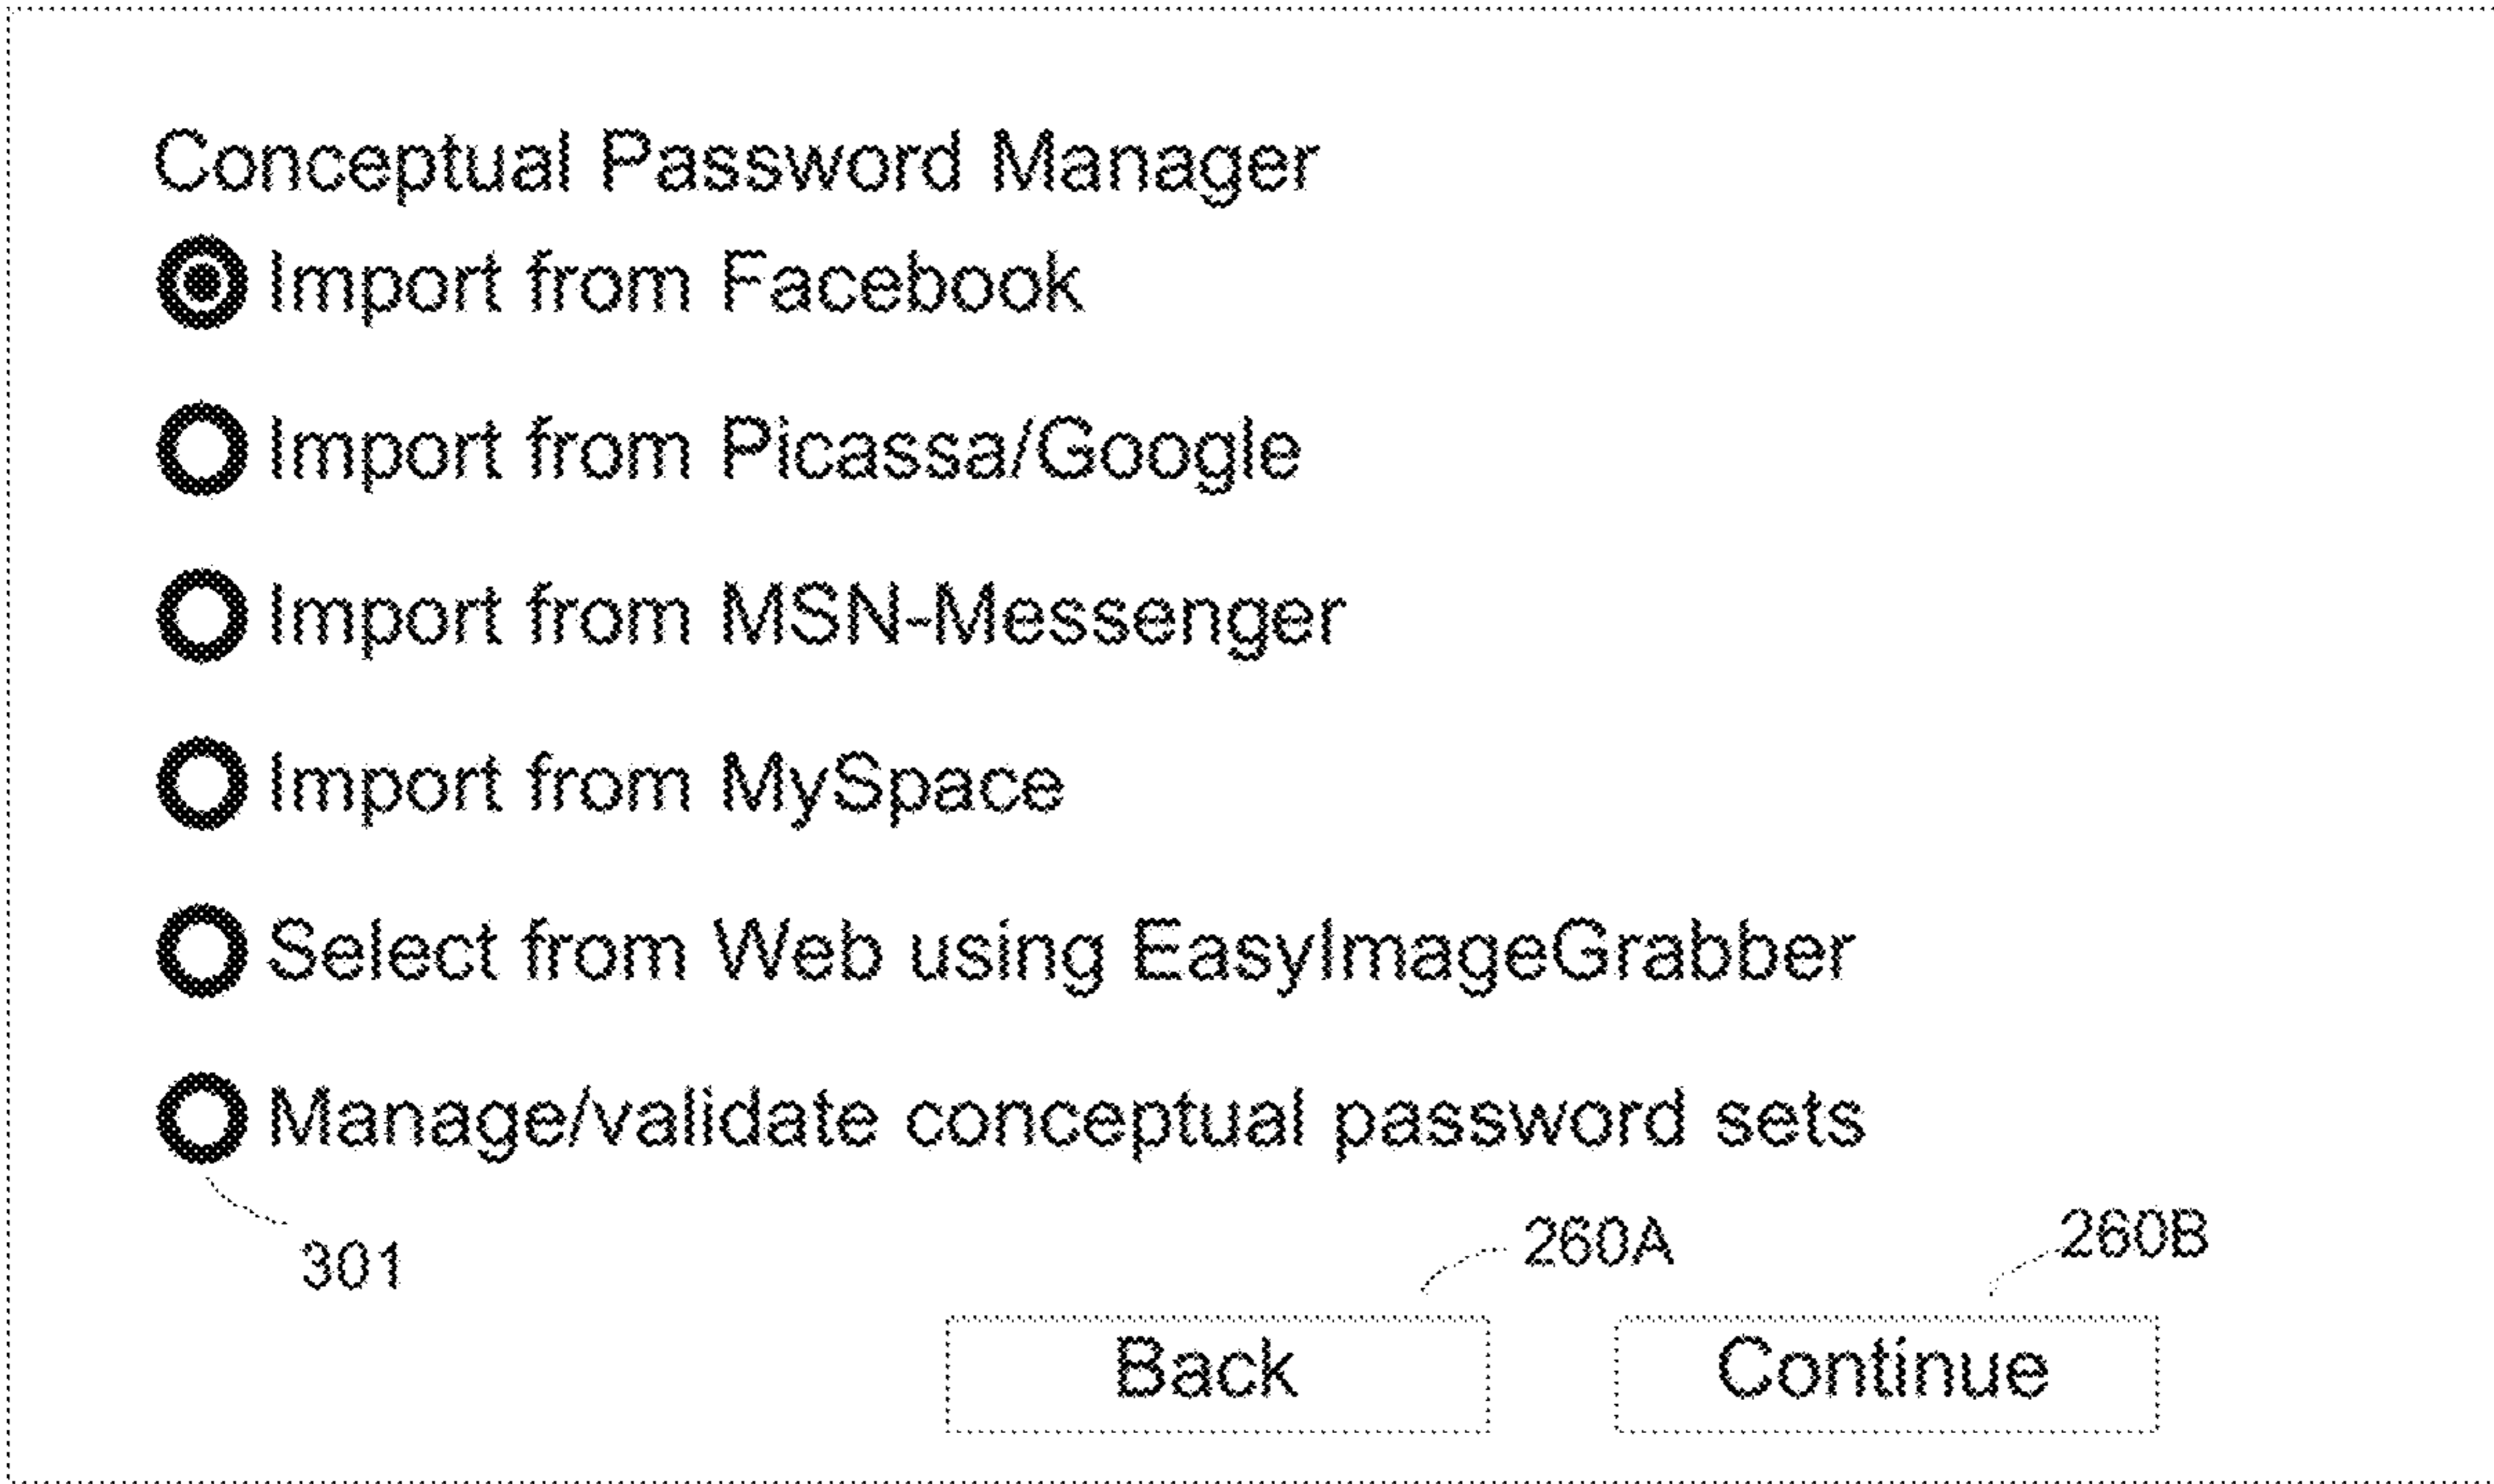 Conceptual Password Manager
Import from Facebook
Import from Picassa/Google
Import from MSN-Messenger
Import from MySpace
Select from Web using EasyImageGrabber
Manage/validate conceptual password sets
301
260A
260B
Back
Continue